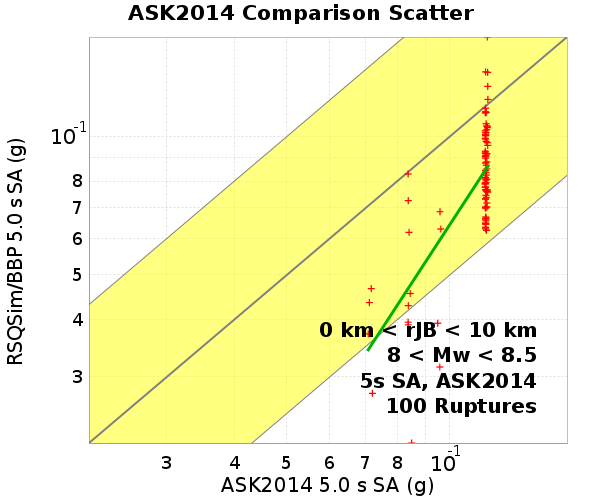 ASK2014 Comparison Scatter
RSQSim/BBP 5.0 s SA (g)
10-1
8
7
6
5
4
3
0 km < rJB < 10 km
8 < Mw < 8.5
5s SA, ASK2014
100 Ruptures
3 4 5 6 7 8 10-1
ASK2014 5.0 s SA (g)